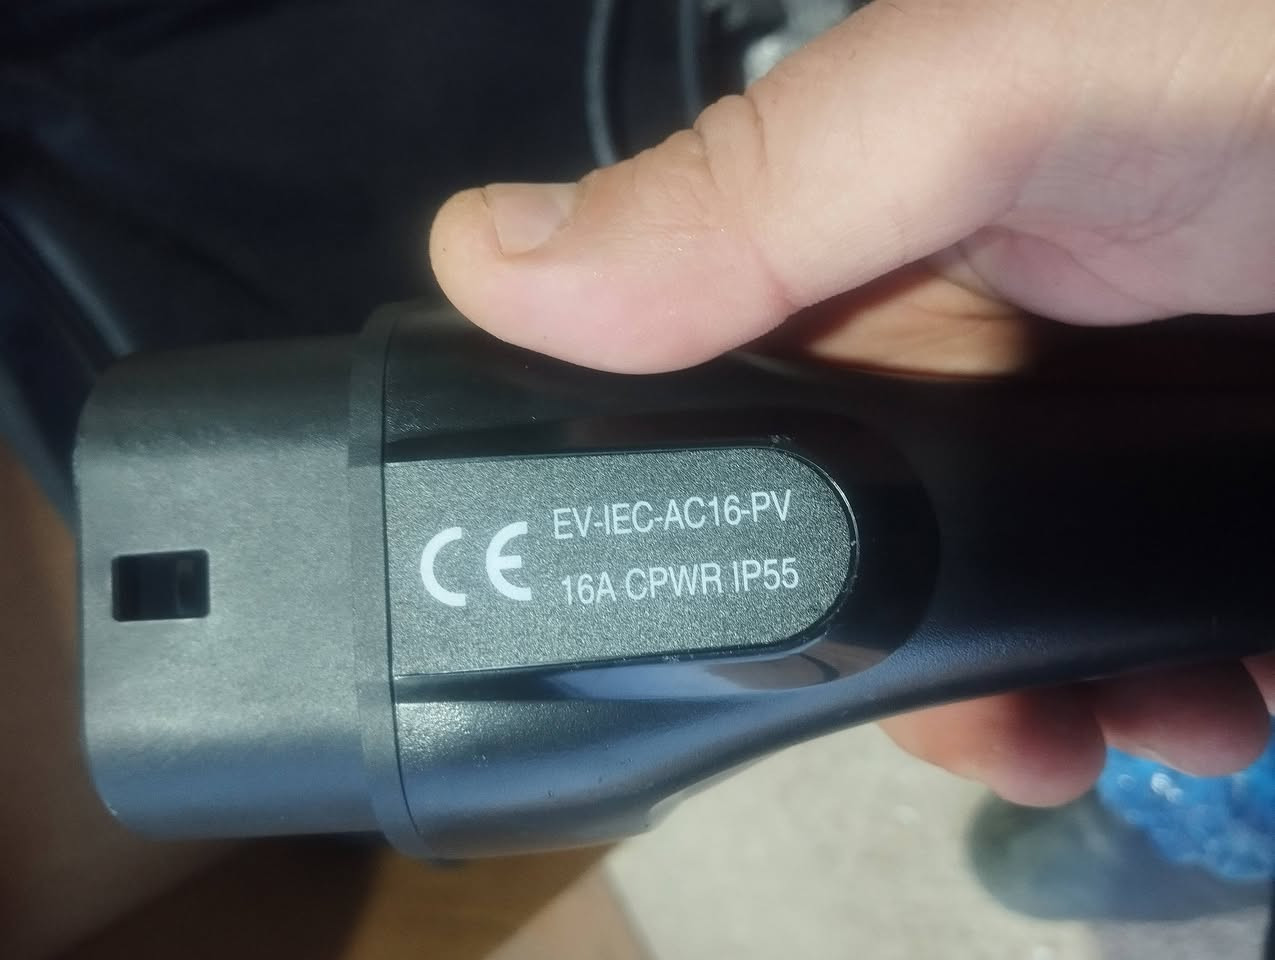 CE EV-IEC-AC16-PV
16A CPWR IP55